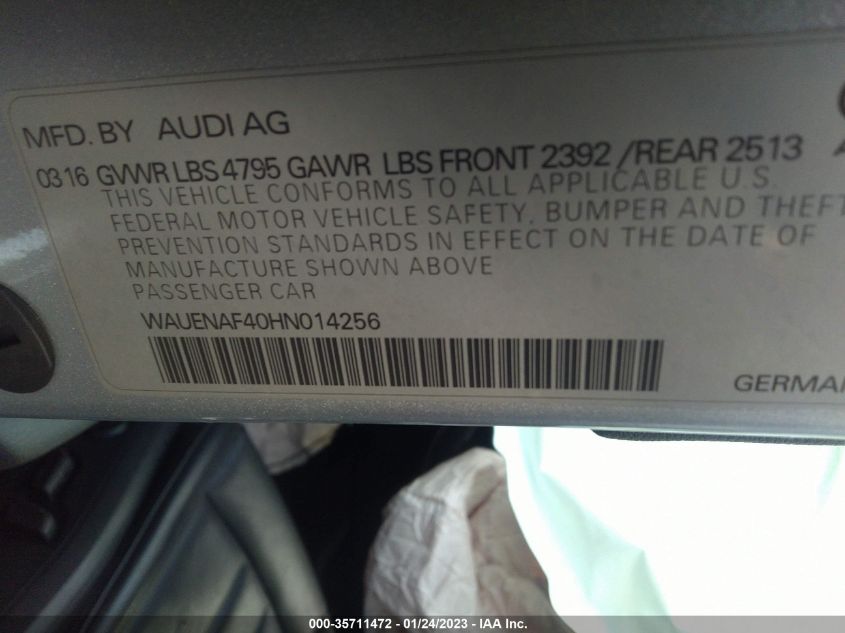 MFD. BY AUDI AG
0316 GVWR LBS 4795 GAWR LBS FRONT 2392 /REAR 2513
THIS VEHICLE CONFORMS TO ALL APPLICABLE U.S.
FEDERAL MOTOR VEHICLE SAFETY, BUMPER AND THEFT
PREVENTION STANDARDS IN EFFECT ON THE DATE OF
MANUFACTURE SHOWN ABOVE
PASSENGER CAR
WAUENAF40HN014256
GERMA
000-35711472 - 01/24/2023 - IAA Inc.